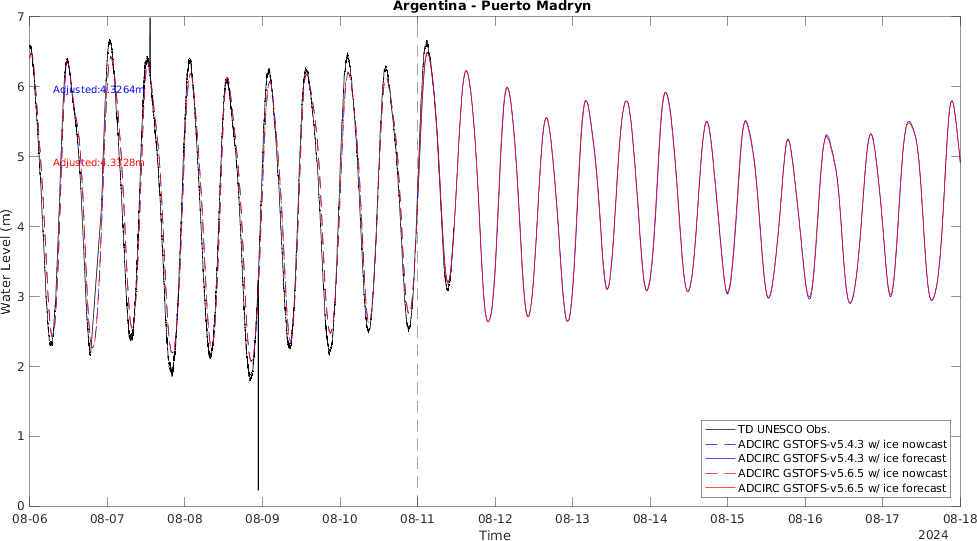 Argentina - Puerto Madryn
7
6
5
4
3
2
1
0
Water Level (m)
Adjusted:4.3264m
Adjusted:4.3328m
TD UNESCO Obs.
ADCIRC GSTOFS-v5.4.3 w/ ice nowcast
ADCIRC GSTOFS-v5.4.3 w/ ice forecast
ADCIRC GSTOFS-v5.6.5 w/ ice nowcast
ADCIRC GSTOFS-v5.6.5 w/ ice forecast
08-06 08-07 08-08 08-09 08-10 08-11 08-12 08-13 08-14 08-15 08-16 08-17 08-18
Time
2024